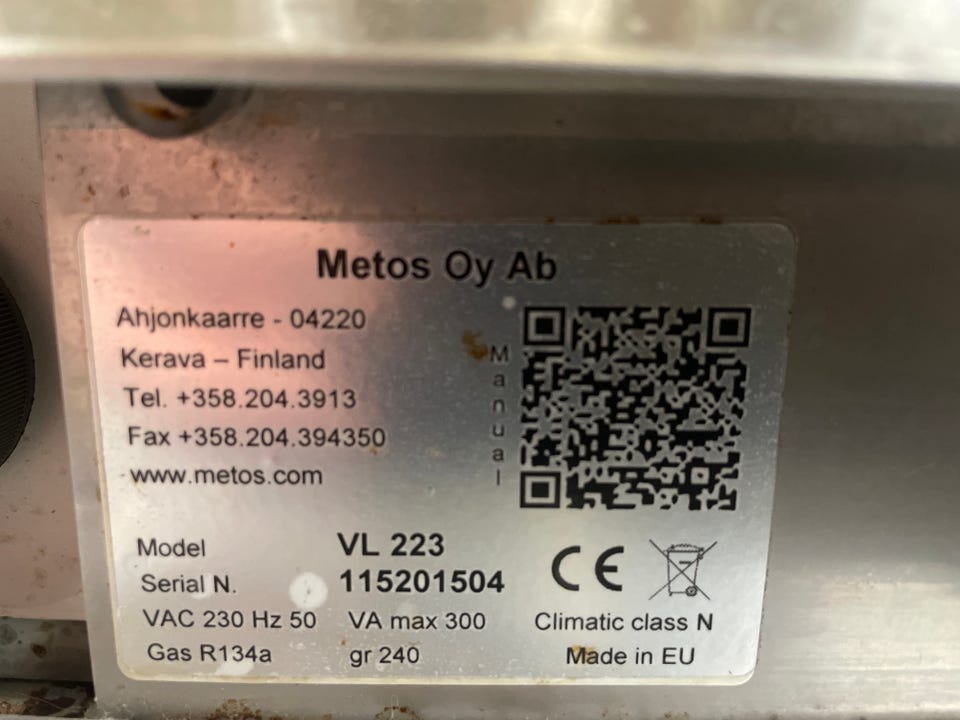 Metos Oy Ab
Ahjonkaarre - 04220
Kerava – Finland
Tel. +358.204.3913
Fax +358.204.394350
www.metos.com
Manual
Model VL 223
Serial N. 115201504
VAC 230 Hz 50 VA max 300 Climatic class N
Gas R134a gr 240 Made in EU
CE